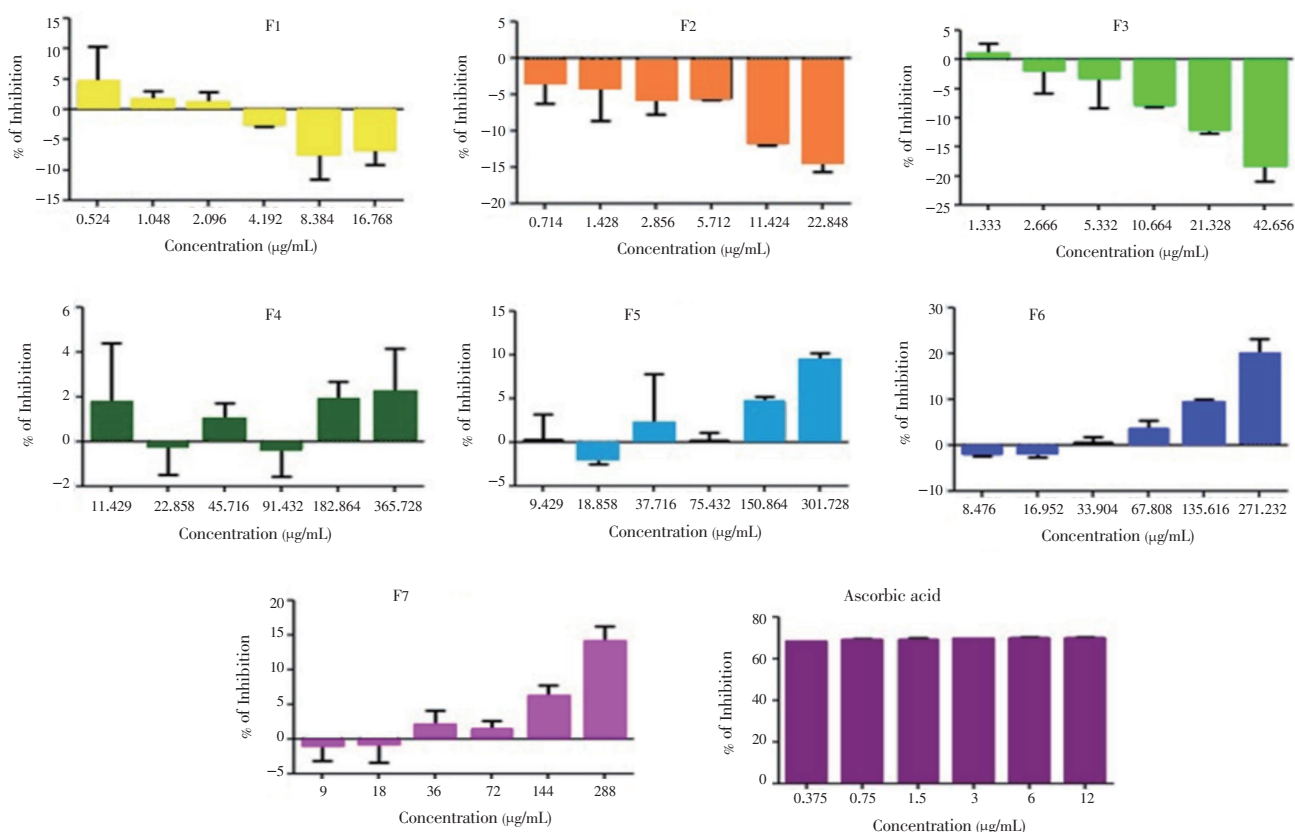 F1
% of Inhibition
15
10
5
0
−5
−10
−15
0.524 1.048 2.096 4.192 8.384 16.768
Concentration (μg/mL)
F2
% of Inhibition
5
0
−5
−10
−15
−20
0.714 1.428 2.856 5.712 11.424 22.848
Concentration (μg/mL)
F3
% of Inhibition
5
0
−5
−10
−15
−20
−25
1.333 2.666 5.332 10.664 21.328 42.656
Concentration (μg/mL)
F4
% of Inhibition
6
4
2
0
−2
11.429 22.858 45.716 91.432 182.864 365.728
Concentration (μg/mL)
F5
% of Inhibition
15
10
5
0
−5
9.429 18.858 37.716 75.432 150.864 301.728
Concentration (μg/mL)
F6
% of Inhibition
30
20
10
0
−10
8.476 16.952 33.904 67.808 135.616 271.232
Concentration (μg/mL)
F7
% of Inhibition
20
15
10
5
0
−5
9 18 36 72 144 288
Concentration (μg/mL)
Ascorbic acid
% of Inhibition
80
60
40
20
0
0.375 0.75 1.5 3 6 12
Concentration (μg/mL)